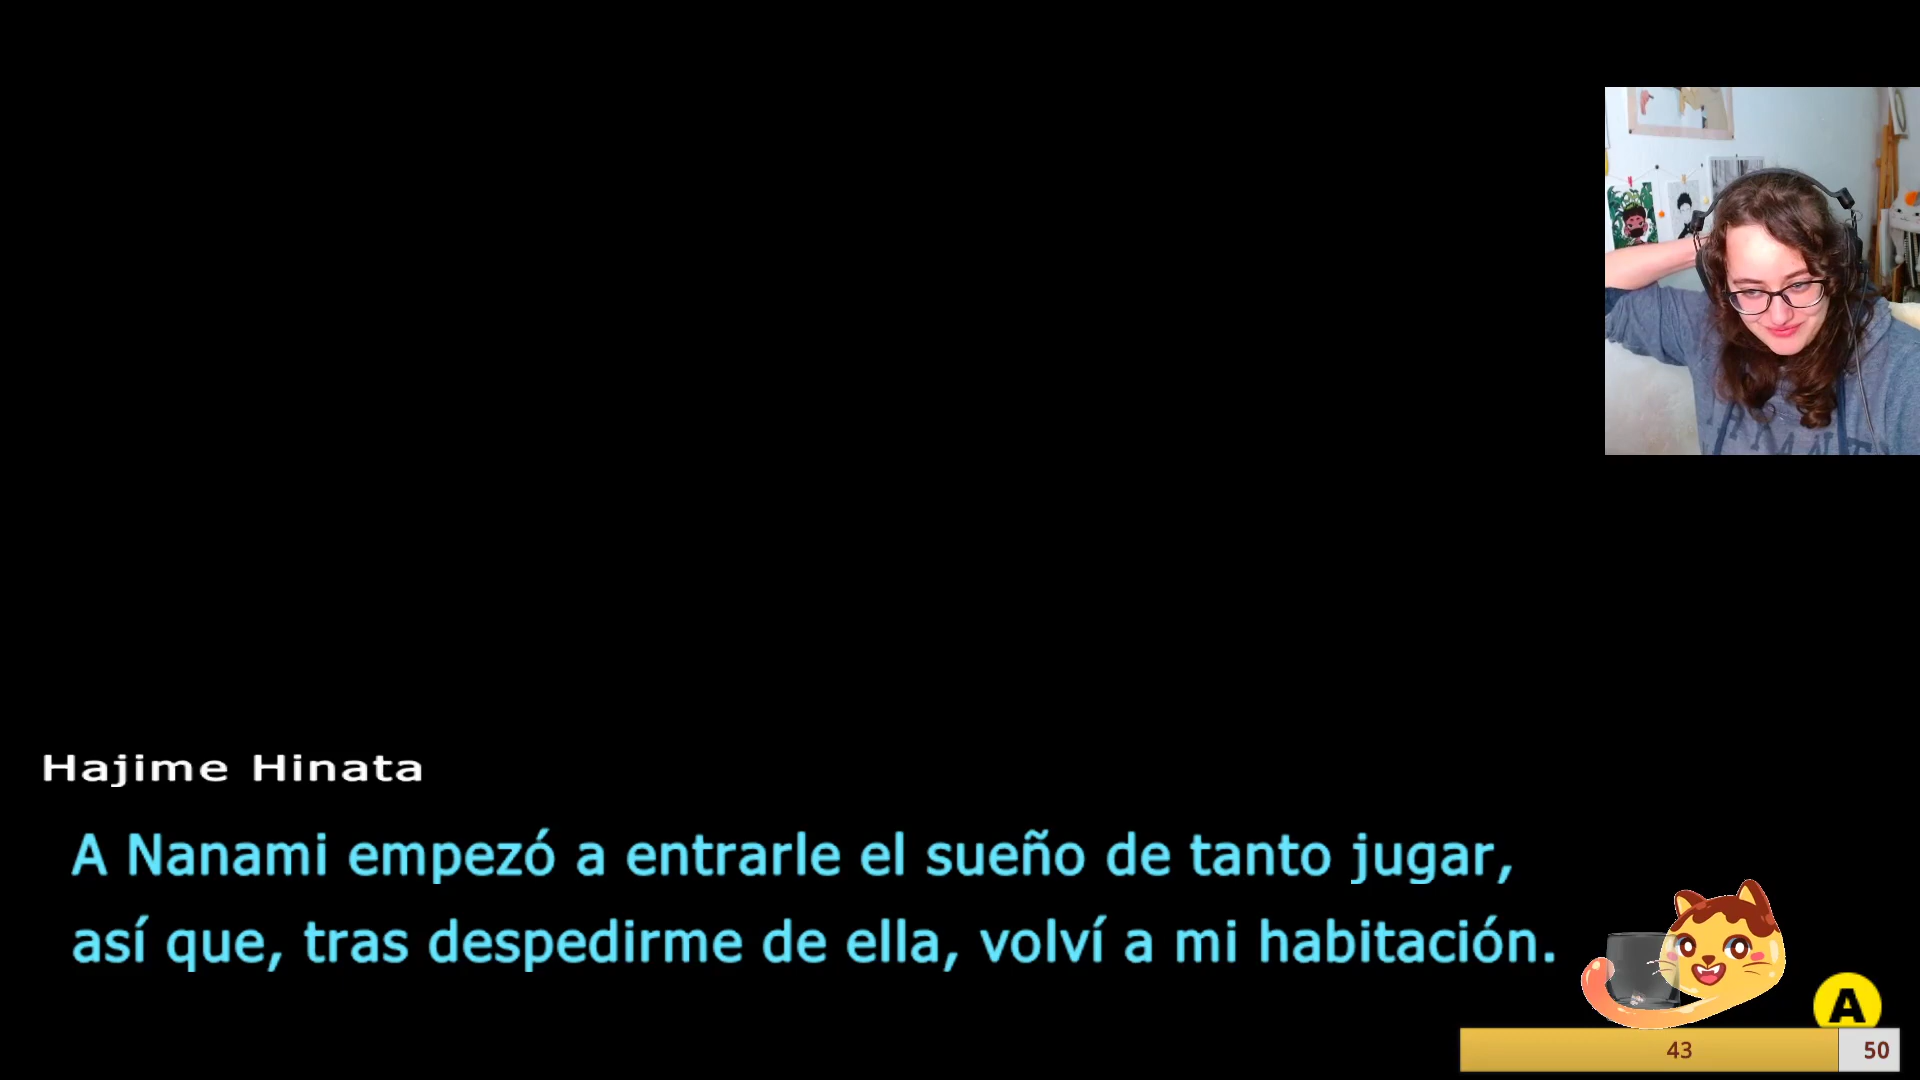 Hajime Hinata
A Nanami empezó a entrarle el sueño de tanto jugar,
así que, tras despedirme de ella, volví a mi habitación.
A
43
50